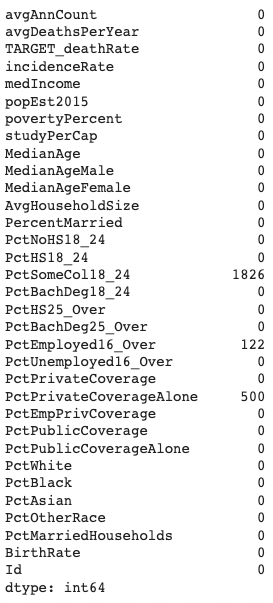 avgAnnCount 0
avgDeathsPerYear 0
TARGET_deathRate 0
incidenceRate 0
medIncome 0
popEst2015 0
povertyPercent 0
studyPerCap 0
MedianAge 0
MedianAgeMale 0
MedianAgeFemale 0
AvgHouseholdSize 0
PercentMarried 0
PctNoHS18_24 0
PctHS18_24 0
PctSomeCol18_24 1826
PctBachDeg18_24 0
PctHS25_Over 0
PctBachDeg25_Over 0
PctEmployed16_Over 122
PctUnemployed16_Over 0
PctPrivateCoverage 0
PctPrivateCoverageAlone 500
PctEmpPrivCoverage 0
PctPublicCoverage 0
PctPublicCoverageAlone 0
PctWhite 0
PctBlack 0
PctAsian 0
PctOtherRace 0
PctMarriedHouseholds 0
BirthRate 0
Id 0
dtype: int64